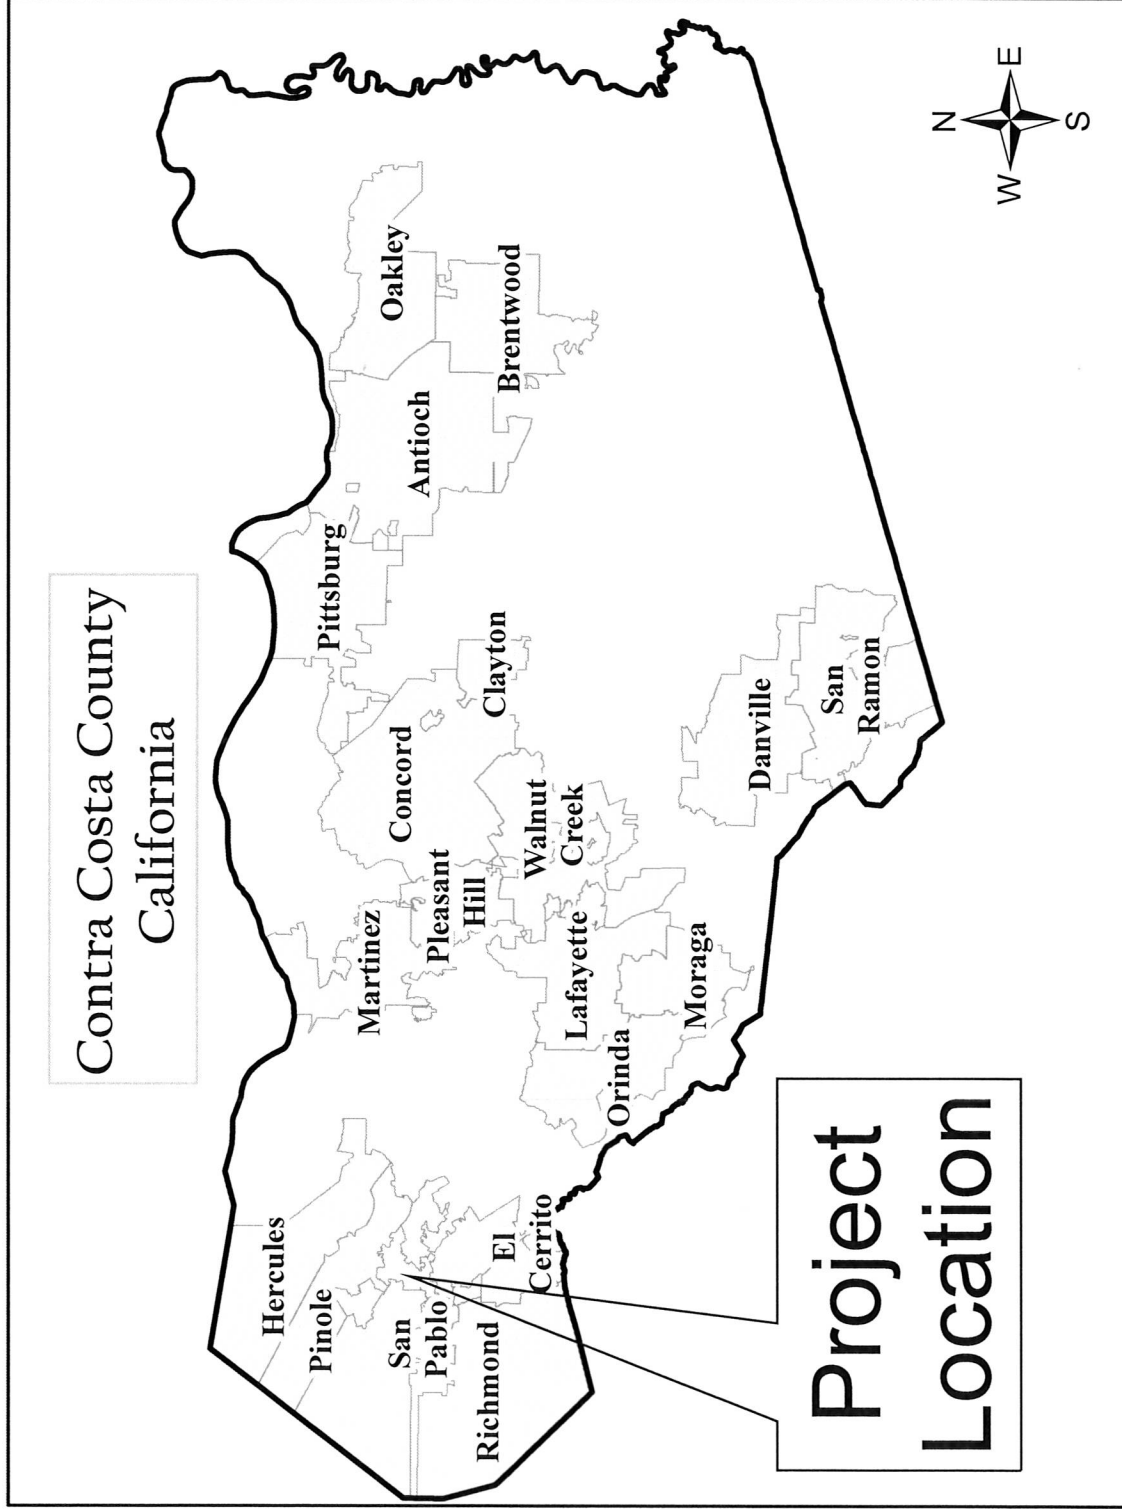 Contra Costa County
California
Hercules
Pinole
San
Pablo
Richmond
El
Cerrito
Martinez
Pleasant
Hill
Concord
Clayton
Walnut
Creek
Lafayette
Orinda
Moraga
Pittsburg
Antioch
Oakley
Brentwood
Danville
San
Ramon
Project
Location
N
W
E
S